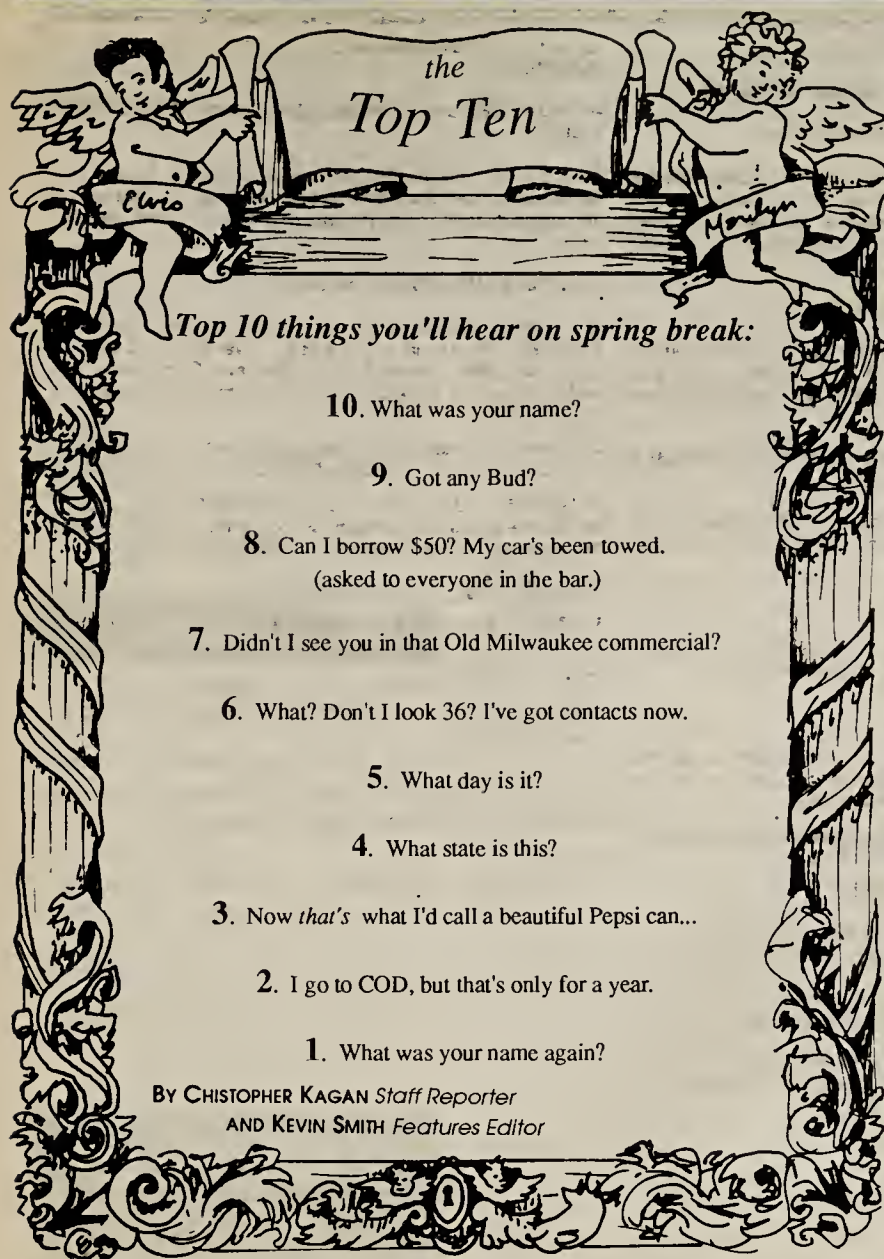 the
Top Ten
Elvis
Marilyn
Top 10 things you'll hear on spring break:
10. What was your name?
9. Got any Bud?
8. Can I borrow $50? My car's been towed.
(asked to everyone in the bar.)
7. Didn't I see you in that Old Milwaukee commercial?
6. What? Don't I look 36? I've got contacts now.
5. What day is it?
4. What state is this?
3. Now that's what I'd call a beautiful Pepsi can...
2. I go to COD, but that's only for a year.
1. What was your name again?
BY CHISTOPHER KAGAN Staff Reporter
AND KEVIN SMITH Features Editor